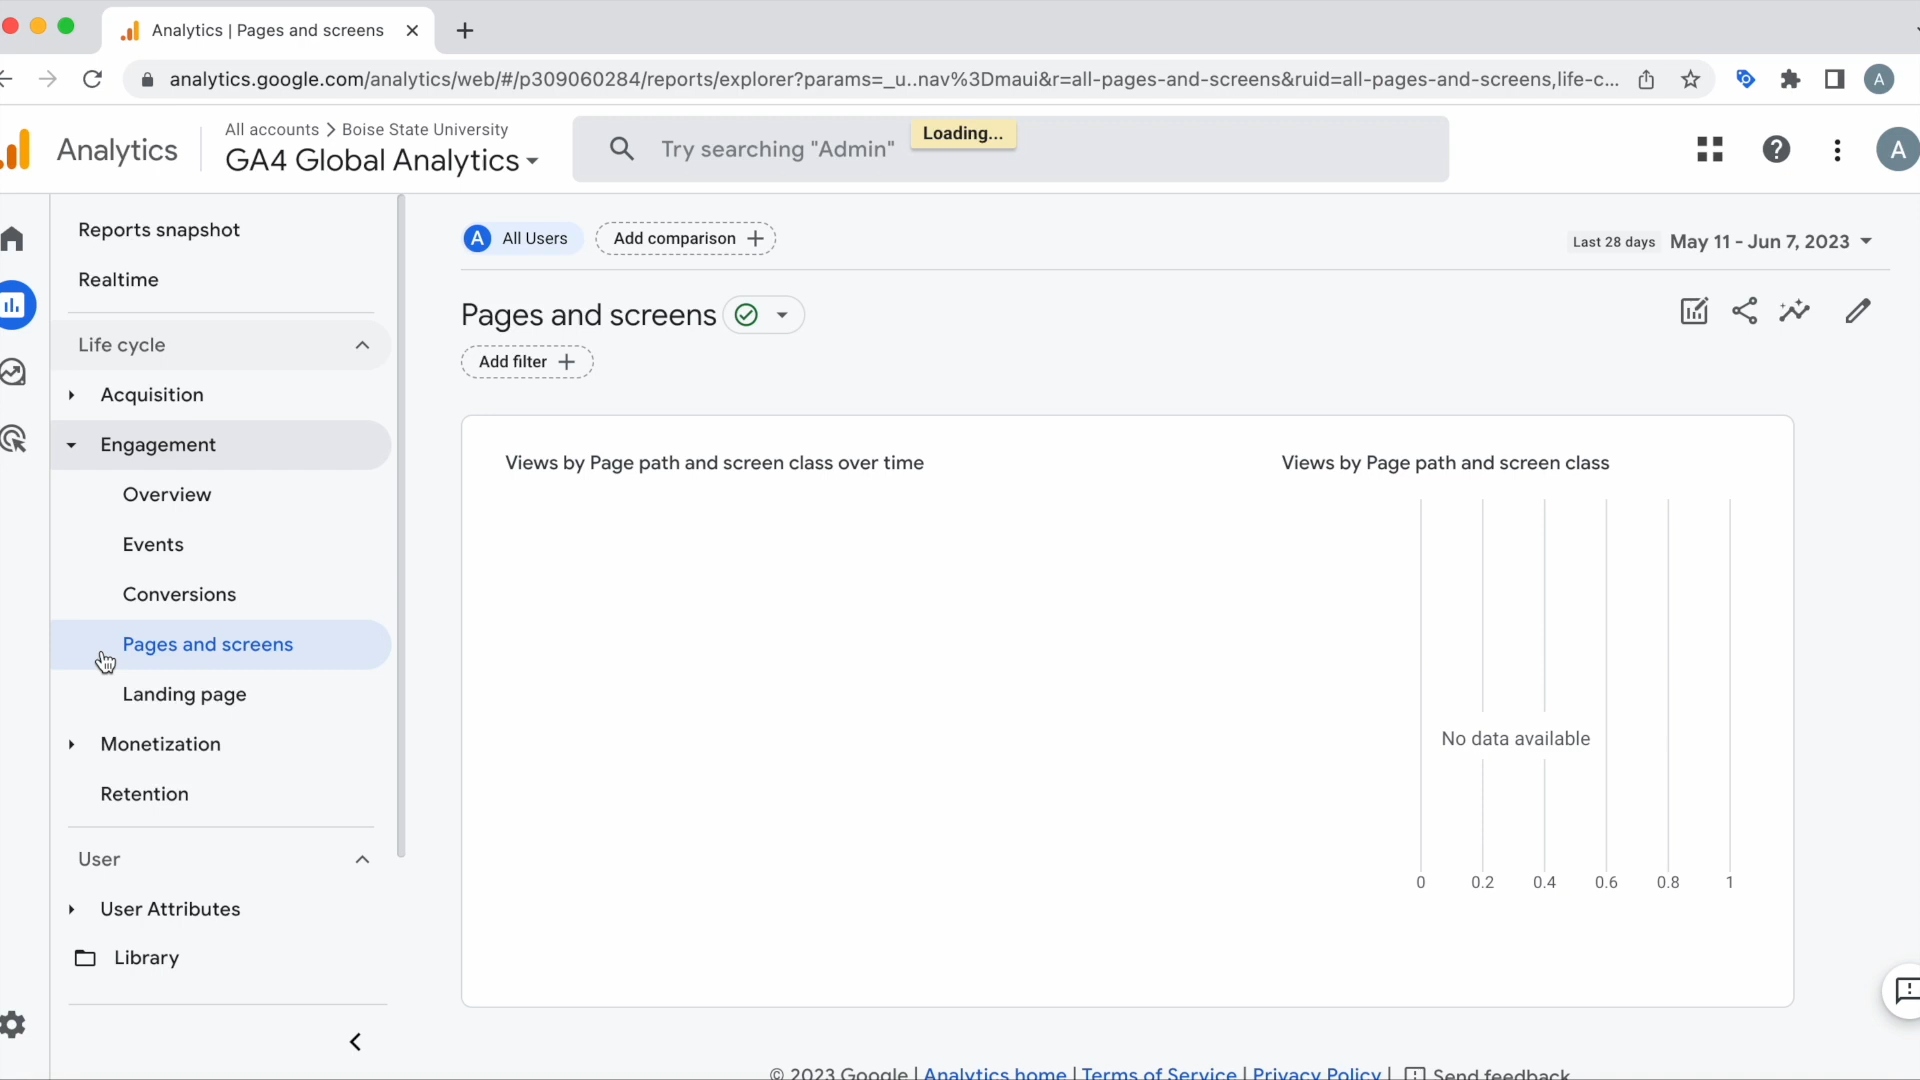 Analytics | Pages and screens
analytics.google.com/analytics/web/#/p309060284/reports/explorer?params=_u..nav%3Dmaui&r=all-pages-and-screens&ruid=all-pages-and-screens,life-c...
A
Analytics
All accounts > Boise State University
GA4 Global Analytics
Try searching "Admin"
Loading...
A
Reports snapshot
Realtime
Life cycle
Acquisition
Engagement
Overview
Events
Conversions
Pages and screens
Landing page
Monetization
Retention
User
User Attributes
Library
A All Users
Add comparison +
Last 28 days May 11 - Jun 7, 2023
Pages and screens
Add filter +
Views by Page path and screen class over time
Views by Page path and screen class
No data available
0 0.2 0.4 0.6 0.8 1
© 2023 Google | Analytics home | Terms of Service | Privacy Policy | Send feedback